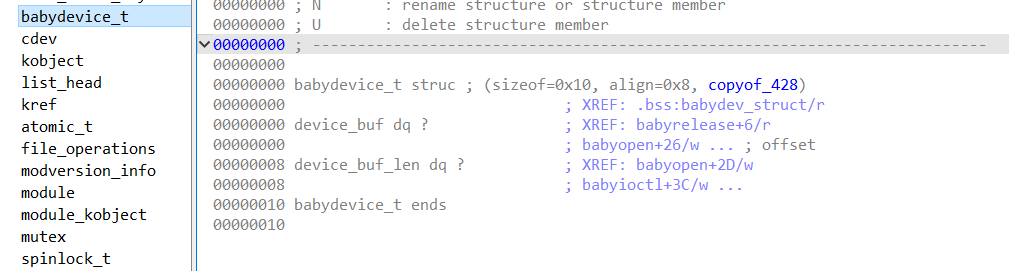 babydevice_t
cdev
kobject
list_head
kref
atomic_t
file_operations
modversion_info
module
module_kobject
mutex
spinlock_t
00000000 ; N : rename structure or structure member
00000000 ; U : delete structure member
00000000 ; ---------------------------------------------------------------------------
00000000
00000000 babydevice_t struc ; (sizeof=0x10, align=0x8, copyof_428)
00000000 ; XREF: .bss:babydev_struct/r
00000000 device_buf dq ? ; XREF: babyrelease+6/r
00000000 ; babyopen+26/w ... ; offset
00000008 device_buf_len dq ? ; XREF: babyopen+2D/w
00000008 ; babyioctl+3C/w ...
00000010 babydevice_t ends
00000010